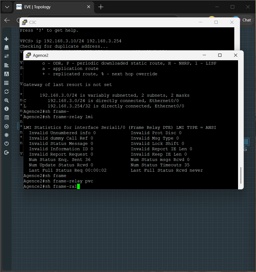 EVE | Topology
Chat
Press '?' to get help.
VPCS> ip 192.168.3.10/24 192.168.3.254
Checking for duplicate address...
Agence2
o - ODR, P - periodic downloaded static route, H - NHRP, l - LISP
a - application route
+ - replicated route, % - next hop override
Gateway of last resort is not set
192.168.3.0/24 is variably subnetted, 2 subnets, 2 masks
C 192.168.3.0/24 is directly connected, Ethernet0/0
L 192.168.3.254/32 is directly connected, Ethernet0/0
Agence2#sh frame-
Agence2#sh frame-relay lmi
LMI Statistics for interface Serial1/0 (Frame Relay DTE) LMI TYPE = ANSI
Invalid Unnumbered info 0 Invalid Prot Disc 0
Invalid dummy Call Ref 0 Invalid Msg Type 0
Invalid Status Message 0 Invalid Lock Shift 0
Invalid Information ID 0 Invalid Report IE Len 0
Invalid Report Request 0 Invalid Keep IE Len 0
Num Status Enq. Sent 36 Num Status msgs Rcvd 0
Num Update Status Rcvd 0 Num Status Timeouts 35
Last Full Status Req 00:00:02 Last Full Status Rcvd never
Agence2#sh frame
Agence2#sh frame-relay pvc
Agence2#sh frame-rel